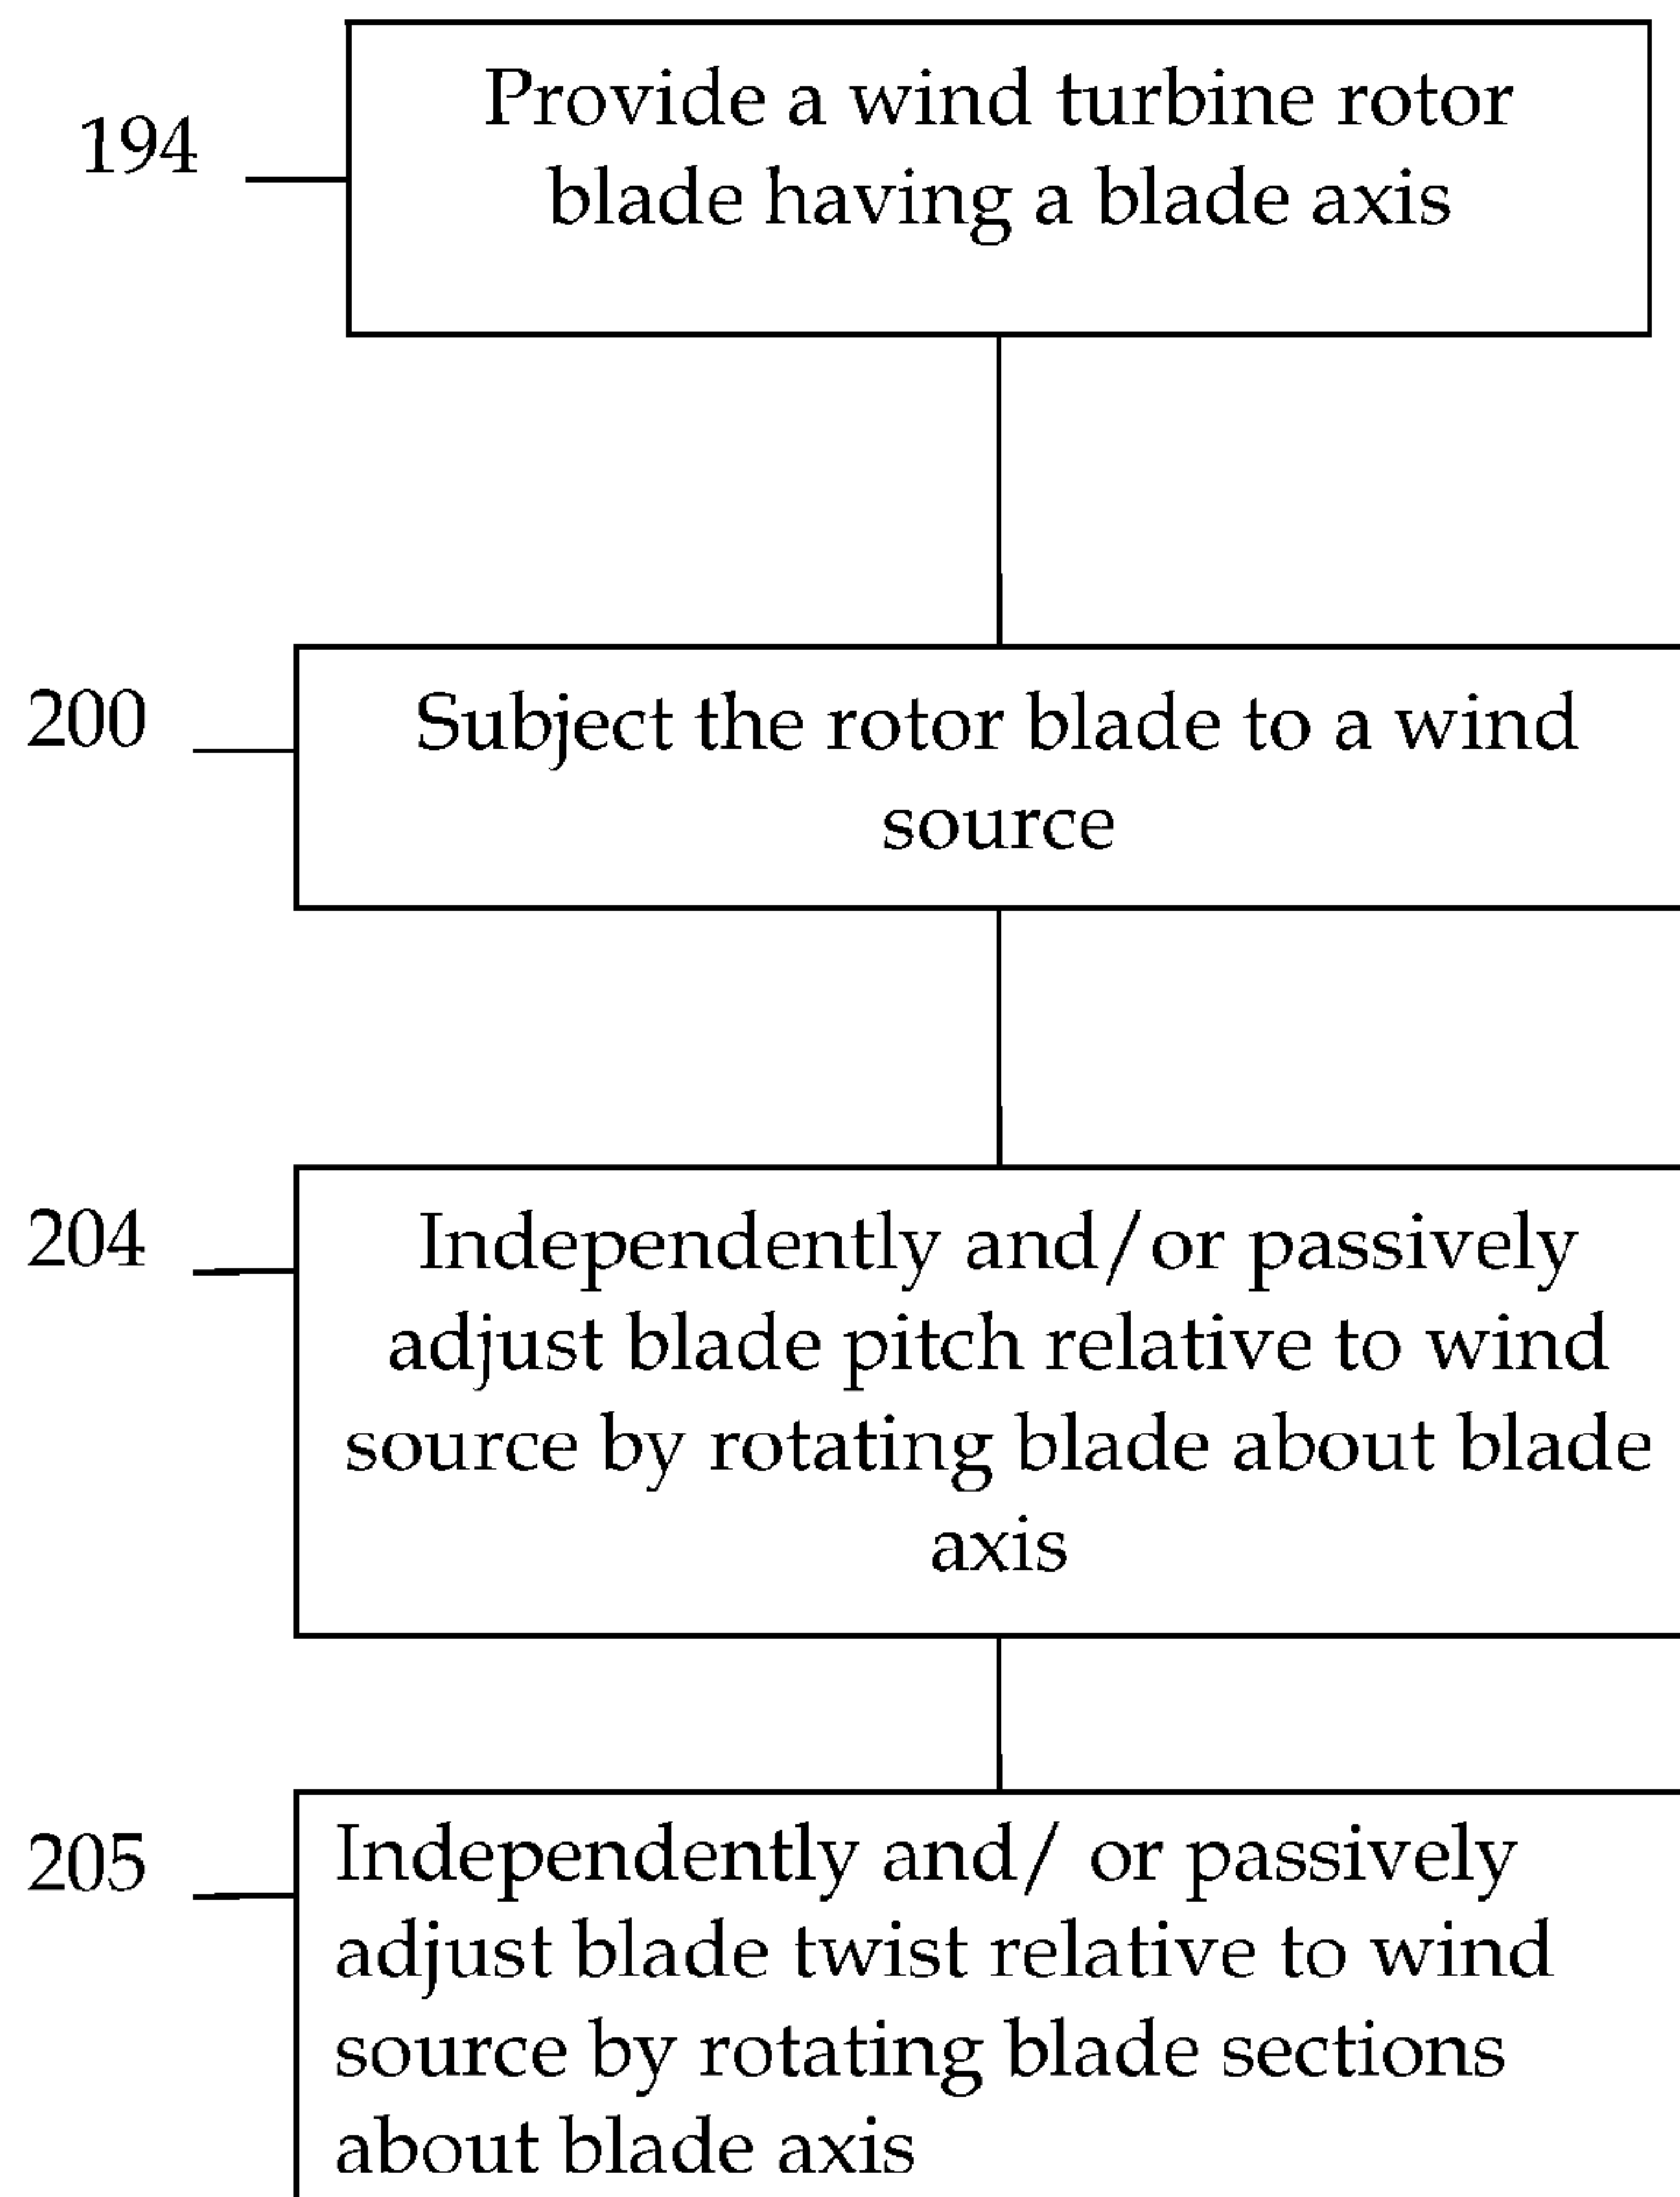 194
Provide a wind turbine rotor
blade having a blade axis
200
Subject the rotor blade to a wind
source
204
Independently and/or passively
adjust blade pitch relative to wind
source by rotating blade about blade
axis
205
Independently and/ or passively
adjust blade twist relative to wind
source by rotating blade sections
about blade axis